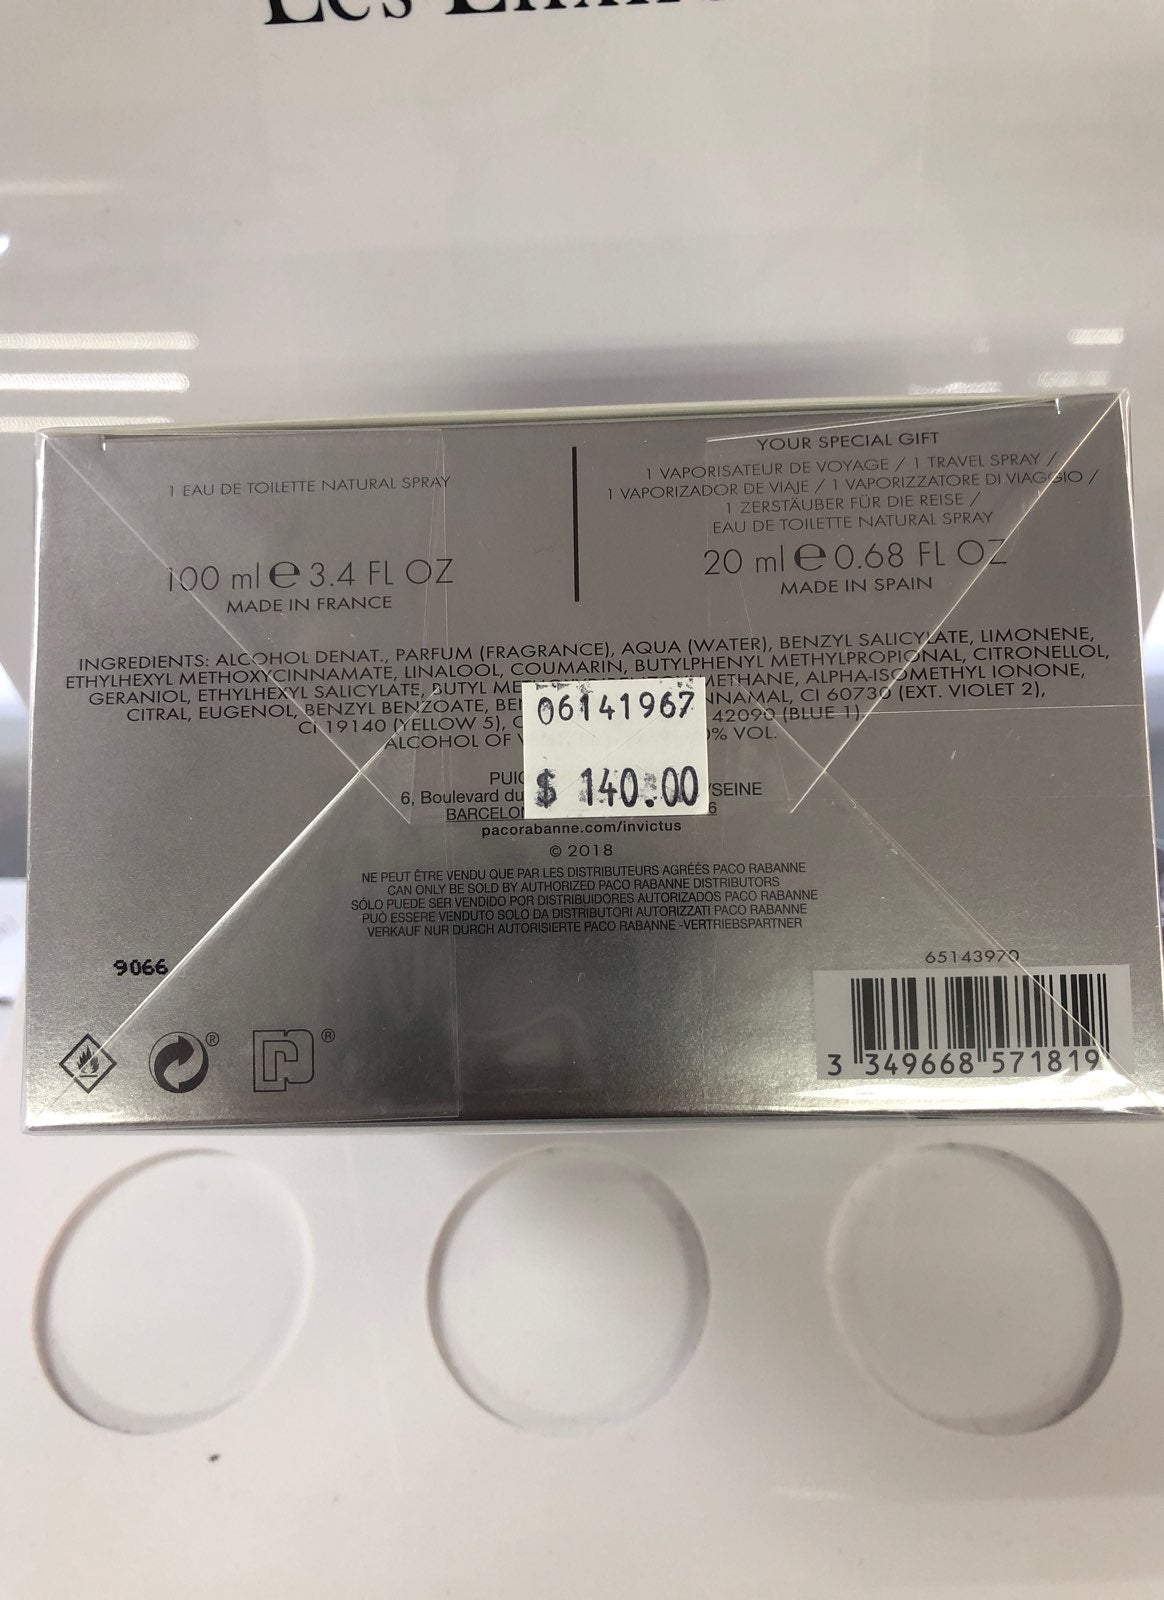 1 EAU DE TOILETTE NATURAL SPRAY
100 ml e 3.4 FL OZ
MADE IN FRANCE
YOUR SPECIAL GIFT
1 VAPORISATEUR DE VOYAGE / 1 TRAVEL SPRAY /
1 VAPORIZADOR DE VIAJE / 1 VAPORIZZATORE DI VIAGGIO /
1 ZERSTÄUBER FÜR DIE REISE /
EAU DE TOILETTE NATURAL SPRAY
20 ml e 0.68 FL OZ
MADE IN SPAIN
INGREDIENTS: ALCOHOL DENAT., PARFUM (FRAGRANCE), AQUA (WATER), BENZYL SALICYLATE, LIMONENE,
ETHYLHEXYL METHOXYCINNAMATE, LINALOOL, COUMARIN, BUTYLPHENYL METHYLPROPIONAL, CITRONELLOL,
GERANIOL, ETHYLHEXYL SALICYLATE, BUTYL ALPHA-ISOMETHYL IONONE,
CITRAL, EUGENOL, BENZYL BENZOATE, CI 60730 (EXT. VIOLET 2),
CI 19140 (YELLOW 5), 42090 (BLUE 1).
ALCOHOL OF % VOL.
06141967
$ 140.00
6, Boulevard du
pacorabanne.com/invictus
© 2018
NE PEUT ÊTRE VENDU QUE PAR LES DISTRIBUTEURS AGRÉÉS PACO RABANNE
CAN ONLY BE SOLD BY AUTHORIZED PACO RABANNE DISTRIBUTORS
SÓLO PUEDE SER VENDIDO POR DISTRIBUIDORES AUTORIZADOS PACO RABANNE
PUÒ ESSERE VENDUTO SOLO DA DISTRIBUTORI AUTORIZZATI PACO RABANNE
VERKAUF NUR DURCH AUTORISIERTE PACO RABANNE -VERTRIEBSPARTNER
9066
65143970
3 349668 571819